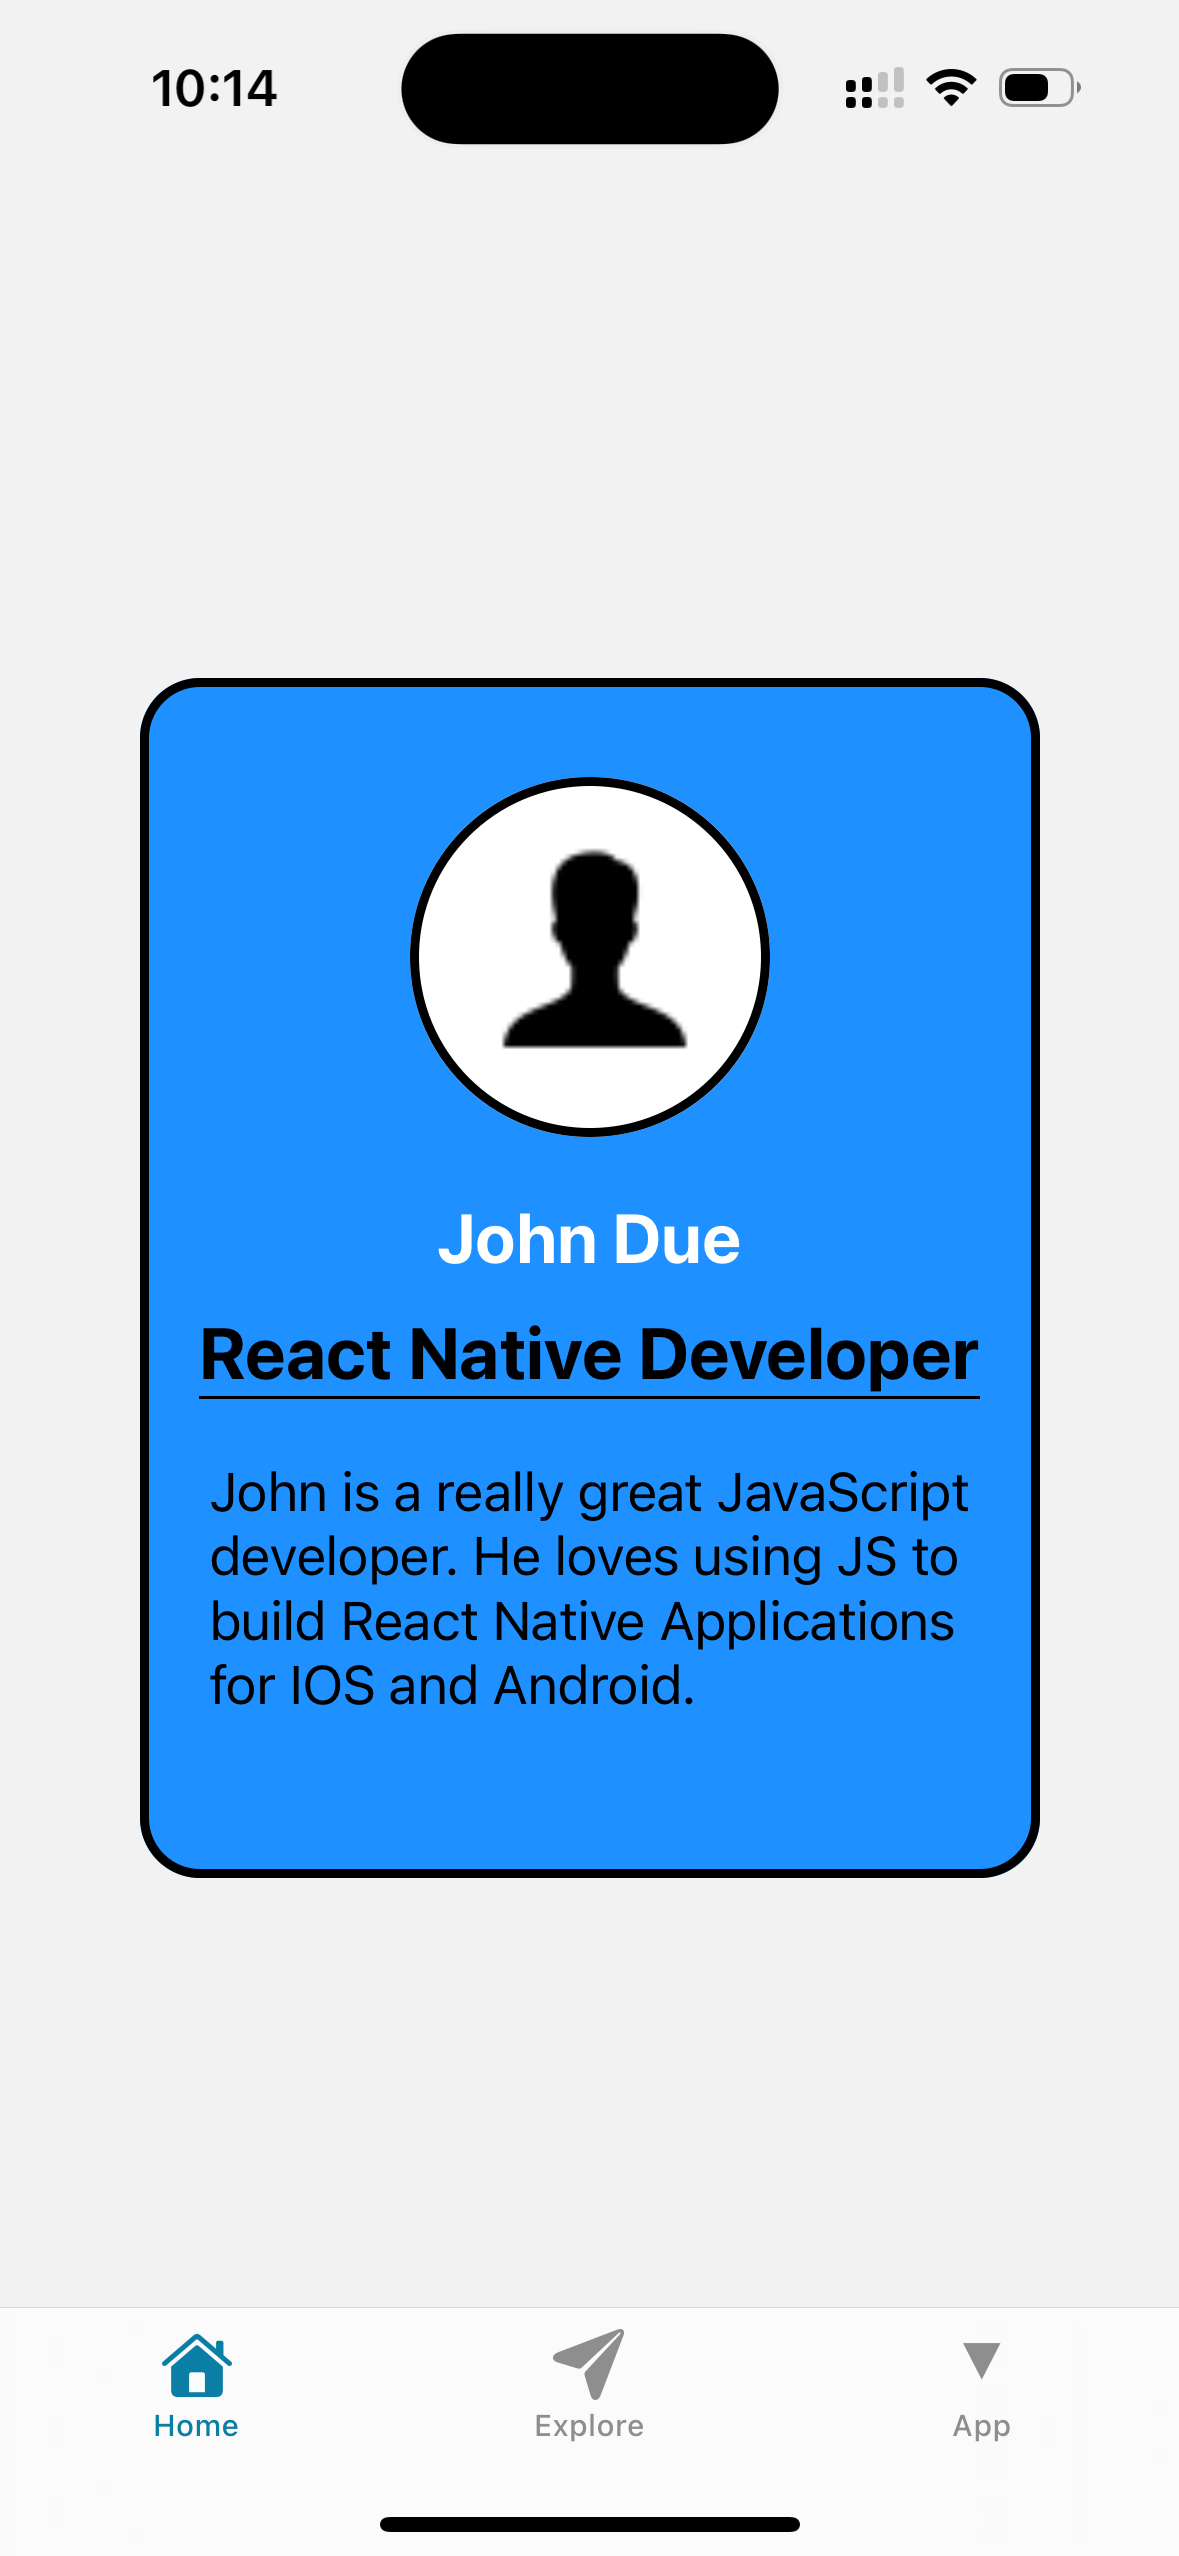 10:14
John Due
React Native Developer
John is a really great JavaScript
developer. He loves using JS to
build React Native Applications
for IOS and Android.
Home
Explore
App